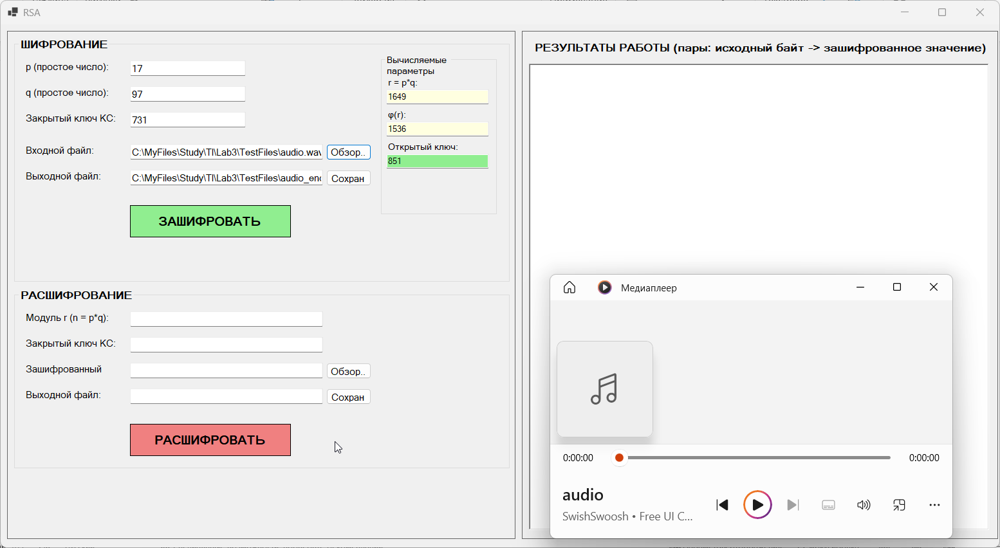 RSA
ШИФРОВАНИЕ
p (простое число):
17
q (простое число):
97
Закрытый ключ КС:
731
Входной файл:
C:\MyFiles\Study\TI\Lab3\TestFiles\audio.wav
Обзор..
Выходной файл:
C:\MyFiles\Study\TI\Lab3\TestFiles\audio_enc
Сохран
ЗАШИФРОВАТЬ
Вычисляемые
параметры
r = p*q:
1649
φ(r):
1536
Открытый ключ:
851
РАСШИФРОВАНИЕ
Модуль r (n = p*q):
Закрытый ключ КС:
Зашифрованный
Обзор..
Выходной файл:
Сохран
РАСШИФРОВАТЬ
РЕЗУЛЬТАТЫ РАБОТЫ (пары: исходный байт -> зашифрованное значение)
Медиаплеер
0:00:00
0:00:00
audio
SwishSwoosh • Free UI C...